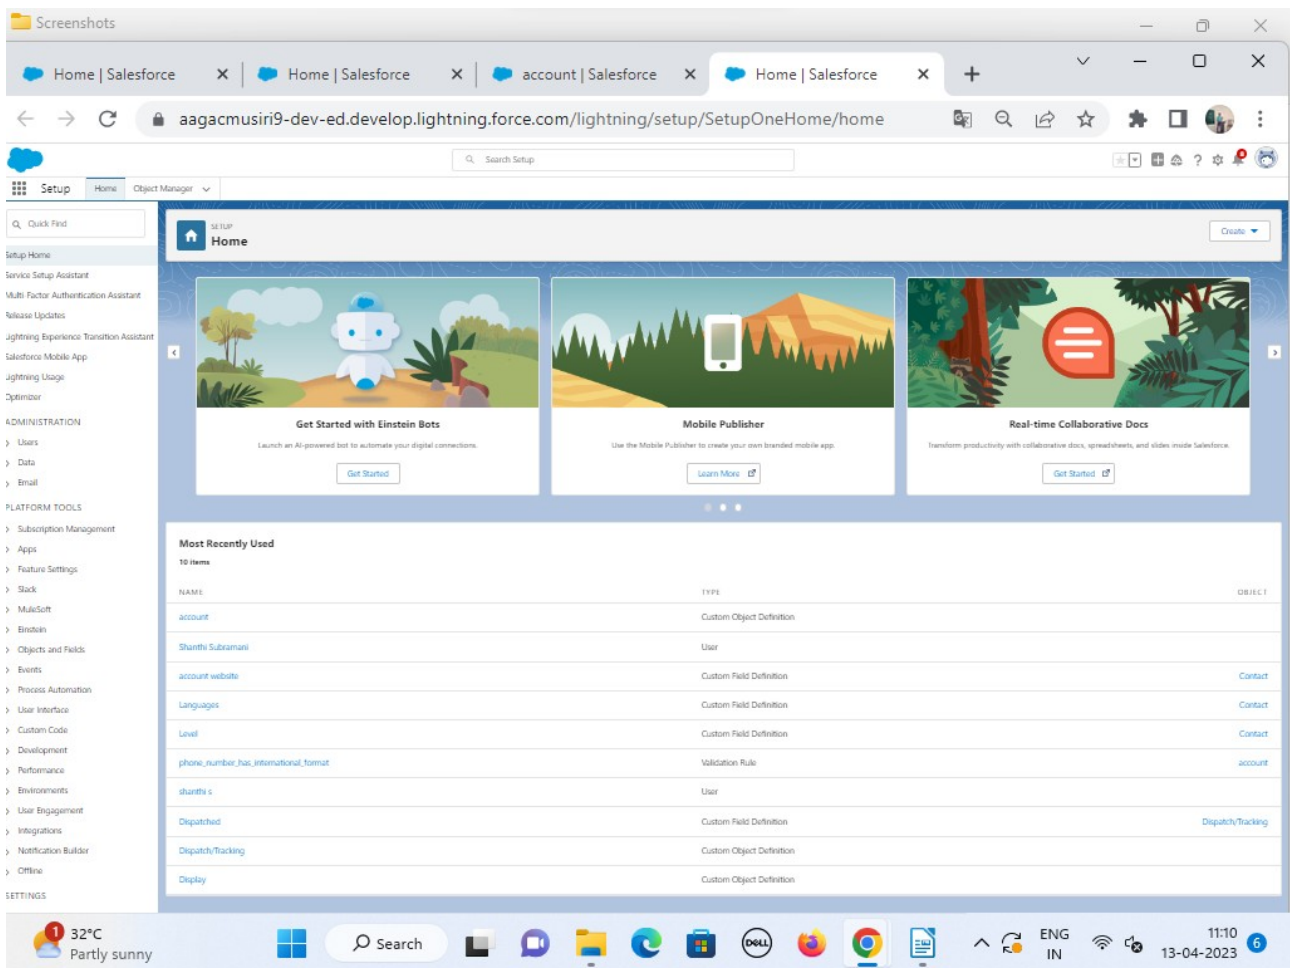 Screenshots
Home | Salesforce
Home | Salesforce
account | Salesforce
Home | Salesforce
aagacmusiri9-dev-ed.develop.lightning.force.com/lightning/setup/SetupOneHome/home
Search Setup
Setup
Home
Object Manager
Quick Find
SETUP
Home
Create
Setup Home
Service Setup Assistant
Multi-Factor Authentication Assistant
Release Updates
Lightning Experience Transition Assistant
Salesforce Mobile App
Lightning Usage
Optimizer
ADMINISTRATION
Users
Data
Email
PLATFORM TOOLS
Subscription Management
Apps
Feature Settings
Slack
MuleSoft
Einstein
Objects and Fields
Events
Process Automation
User Interface
Custom Code
Development
Performance
Environments
User Engagement
Integrations
Notification Builder
Offline
SETTINGS
Get Started with Einstein Bots
Launch an AI-powered bot to automate your digital connections.
Get Started
Mobile Publisher
Use the Mobile Publisher to create your own branded mobile app.
Learn More
Real-time Collaborative Docs
Transform productivity with collaborative docs, spreadsheets, and slides inside Salesforce.
Get Started
Most Recently Used
10 items
NAME TYPE OBJECT
account Custom Object Definition
Shanthi Subramani User
account website Custom Field Definition Contact
Languages Custom Field Definition Contact
Level Custom Field Definition Contact
phone_number_has_international_format Validation Rule account
shanthi s User
Dispatched Custom Field Definition Dispatch/Tracking
Dispatch/Tracking Custom Object Definition
Display Custom Object Definition
1
32°C
Partly sunny
Search
DELL
ENG
IN
11:10
13-04-2023
6